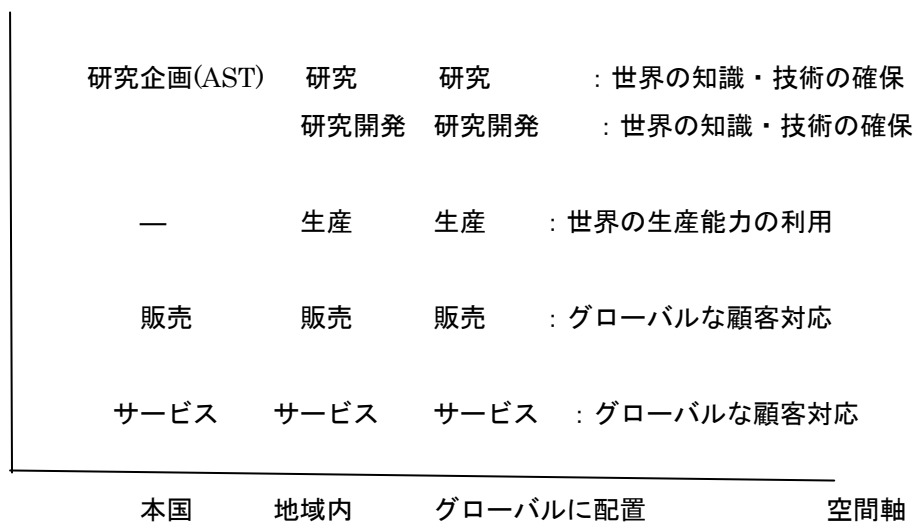 研究企画(AST) 研究 研究 :世界の知識・技術の確保
研究開発 研究開発 :世界の知識・技術の確保
— 生産 生産 :世界の生産能力の利用
販売 販売 販売 :グローバルな顧客対応
サービス サービス サービス :グローバルな顧客対応
本国 地域内 グローバルに配置 空間軸